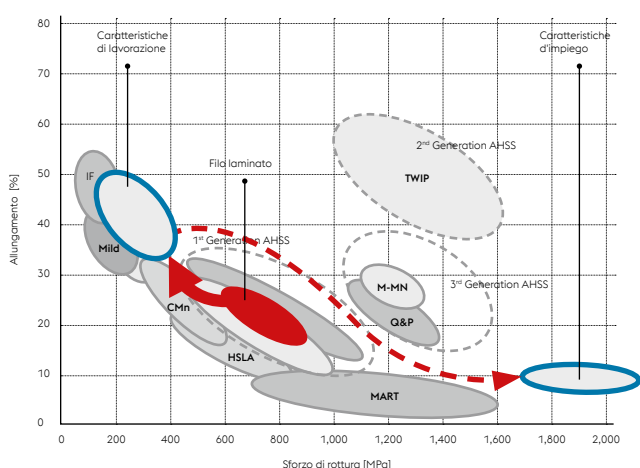 Caratteristiche
di lavorazione
Caratteristiche
d'impiego
80
70
60
50
40
30
20
10
0
Allungamento [%]
2nd Generation AHSS
TWIP
Fila laminato
IF
Mild
1st Generation AHSS
3rd Generation AHSS
M-MN
Q&P
CMn
HSLA
MART
0 200 400 600 800 1,000 1,200 1,400 1,600 1,800 2,000
Sforzo di rottura [MPa]